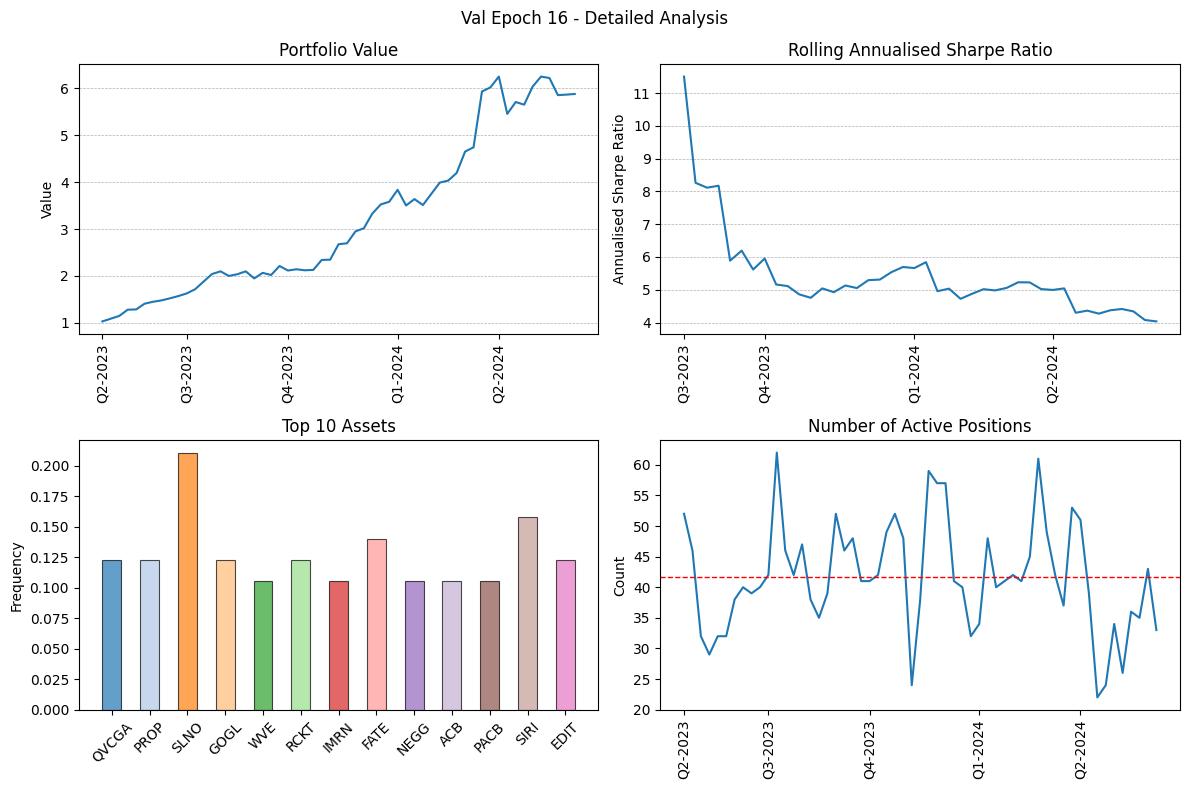 Val Epoch 16 - Detailed Analysis
Portfolio Value
Value
6
5
4
3
2
1
Q2-2023
Q3-2023
Q4-2023
Q1-2024
Q2-2024
Rolling Annualised Sharpe Ratio
Annualised Sharpe Ratio
11
10
9
8
7
6
5
4
Q3-2023
Q4-2023
Q1-2024
Q2-2024
Top 10 Assets
Frequency
0.200
0.175
0.150
0.125
0.100
0.075
0.050
0.025
0.000
QVCGA
PROP
SLNO
GOGL
WVE
RCKT
IMRN
FATE
NEGG
ACB
PACB
SIRI
EDIT
Number of Active Positions
Count
60
55
50
45
40
35
30
25
20
Q2-2023
Q3-2023
Q4-2023
Q1-2024
Q2-2024